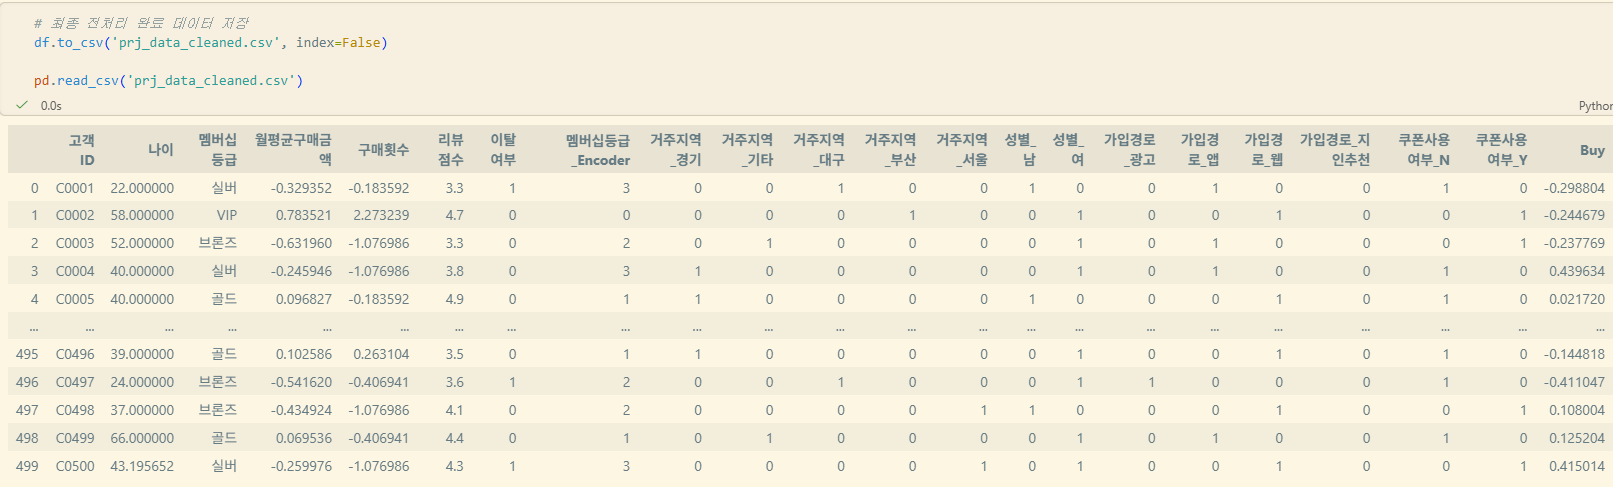 # 최종 전처리 완료 데이터 저장
df.to_csv('prj_data_cleaned.csv', index=False)
pd.read_csv('prj_data_cleaned.csv')
0.0s
Python
고객ID 나이 멤버십등급 월평균구매금액 구매횟수 리뷰점수 이탈여부 멤버십등급_Encoder 거주지역_경기 거주지역_기타 거주지역_대구 거주지역_부산 거주지역_서울 성별_남 성별_여 가입경로_광고 가입경로_앱 가입경로_웹 가입경로_지인추천 쿠폰사용여부_N 쿠폰사용여부_Y Buy
0 C0001 22.000000 실버 -0.329352 -0.183592 3.3 1 3 0 0 1 0 0 1 0 0 1 0 0 1 0 -0.298804
1 C0002 58.000000 VIP 0.783521 2.273239 4.7 0 0 0 0 0 1 0 0 1 0 0 1 0 0 1 -0.244679
2 C0003 52.000000 브론즈 -0.631960 -1.076986 3.3 0 2 0 1 0 0 0 0 1 0 1 0 0 0 1 -0.237769
3 C0004 40.000000 실버 -0.245946 -1.076986 3.8 0 3 1 0 0 0 0 0 1 0 1 0 0 1 0 0.439634
4 C0005 40.000000 골드 0.096827 -0.183592 4.9 0 1 1 0 0 0 0 1 0 0 0 1 0 1 0 0.021720
... ... ... ... ... ... ... ... ... ... ... ... ... ... ... ... ... ... ... ... ... ... ...
495 C0496 39.000000 골드 0.102586 0.263104 3.5 0 1 1 0 0 0 0 0 1 0 0 1 0 1 0 -0.144818
496 C0497 24.000000 브론즈 -0.541620 -0.406941 3.6 1 2 0 0 1 0 0 0 1 1 0 0 0 1 0 -0.411047
497 C0498 37.000000 브론즈 -0.434924 -1.076986 4.1 0 2 0 0 0 0 1 1 0 0 0 1 0 0 1 0.108004
498 C0499 66.000000 골드 0.069536 -0.406941 4.4 0 1 0 1 0 0 0 0 1 0 1 0 0 1 0 0.125204
499 C0500 43.195652 실버 -0.259976 -1.076986 4.3 1 3 0 0 0 0 1 0 1 0 0 1 0 0 1 0.415014